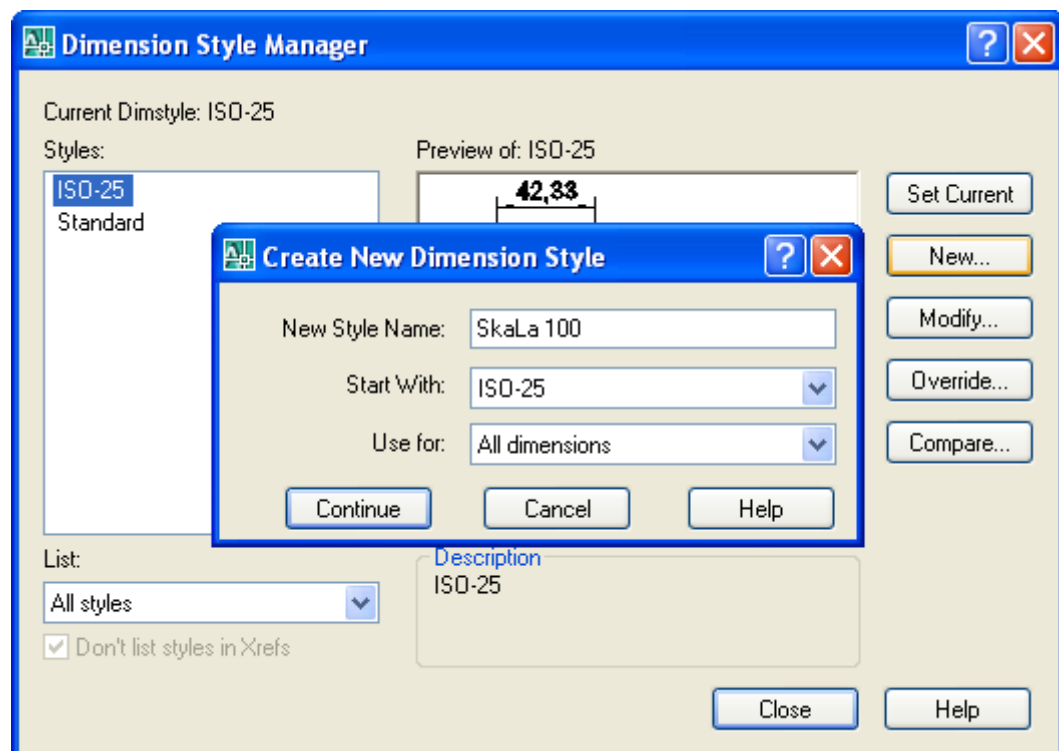 Dimension Style Manager
Current Dimstyle: ISO-25
Styles:
Preview of: ISO-25
ISO-25
Standard
42,33
Set Current
New...
Modify...
Override...
Compare...
Create New Dimension Style
New Style Name:
SkaLa 100
Start With:
ISO-25
Use for:
All dimensions
Continue
Cancel
Help
List:
All styles
Don't list styles in Xrefs
Description
ISO-25
Close
Help